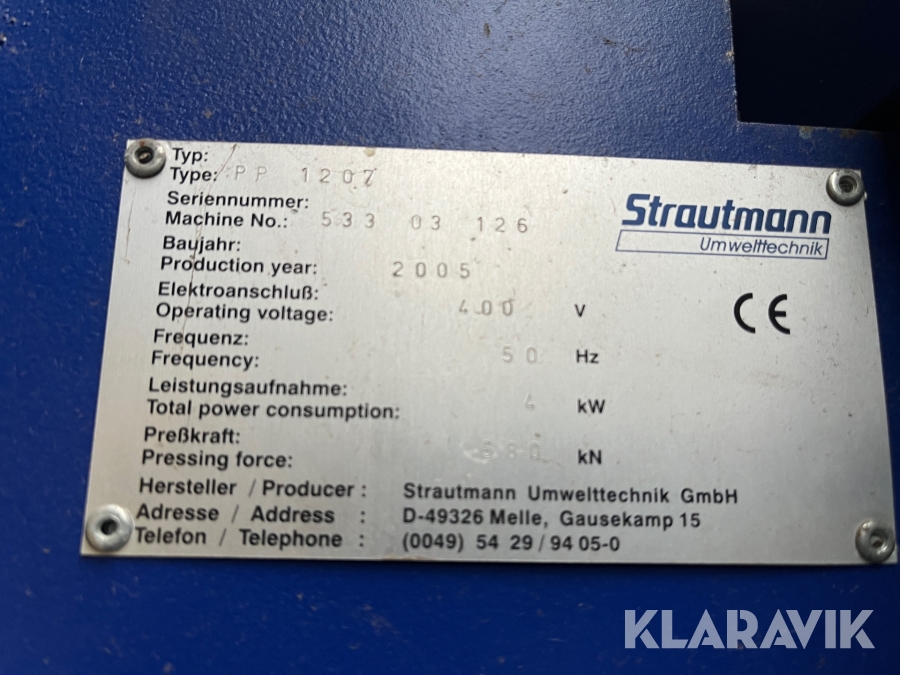 Typ:
Type: PP 1207
Seriennummer:
Machine No.: 533 03 126
Strautmann
Umwelttechnik
Baujahr:
Production year: 2005
Elektroanschluß:
Operating voltage: 400 V
CE
Frequenz:
Frequency: 50 Hz
Leistungsaufnahme:
Total power consumption: 4 kW
Preßkraft:
Pressing force: kN
Hersteller / Producer : Strautmann Umwelttechnik GmbH
Adresse / Address : D-49326 Melle, Gausekamp 15
Telefon / Telephone : (0049) 54 29 / 94 05-0
KLARAVIK